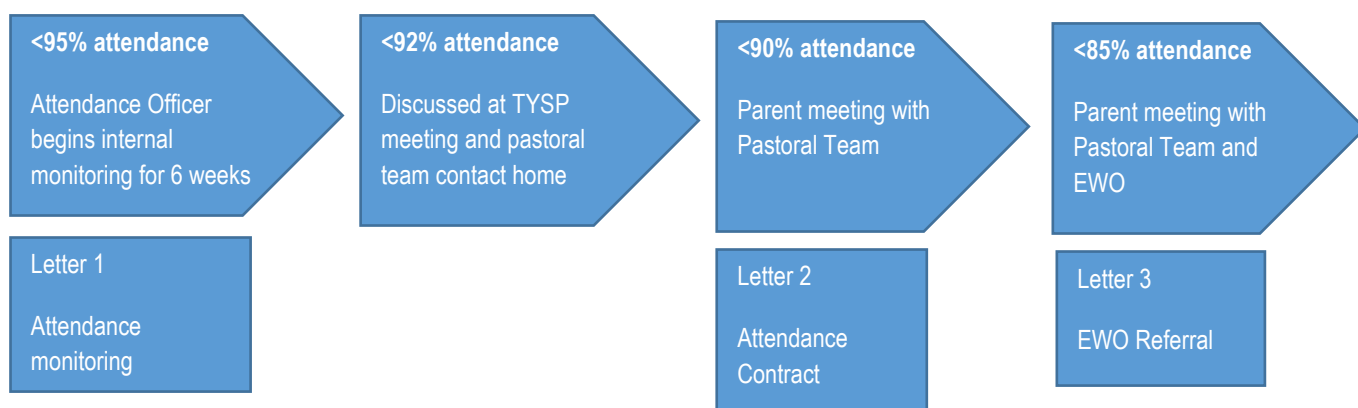 <95% attendance
Attendance Officer
begins internal
monitoring for 6 weeks
<92% attendance
Discussed at TYSP
meeting and pastoral
team contact home
<90% attendance
Parent meeting with
Pastoral Team
<85% attendance
Parent meeting with
Pastoral Team and
EWO
Letter 1
Attendance
monitoring
Letter 2
Attendance
Contract
Letter 3
EWO Referral